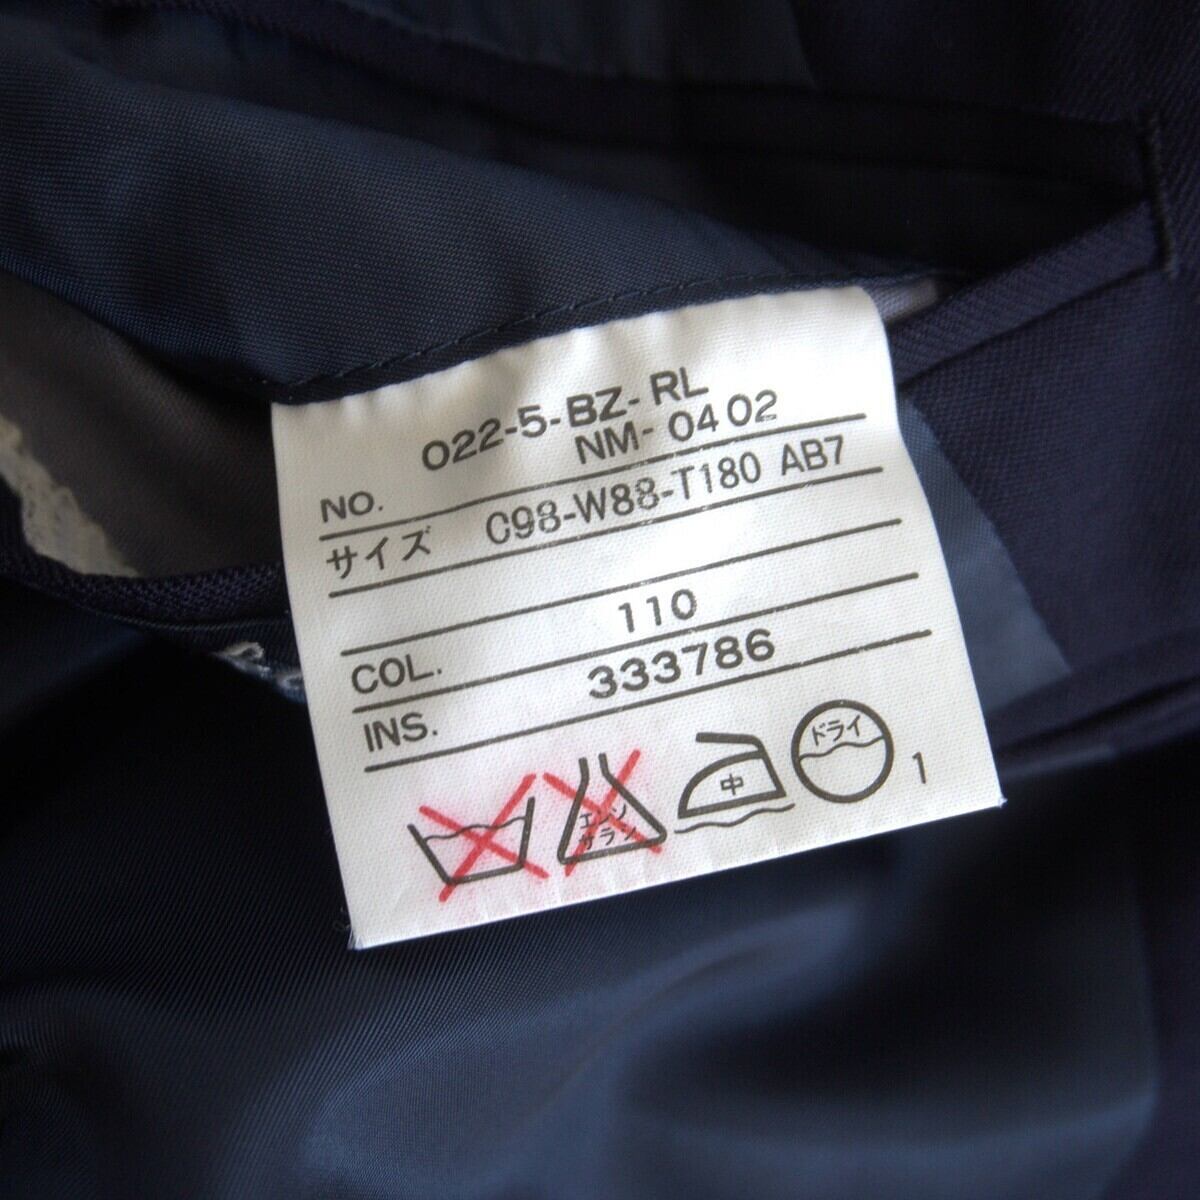 022-5-BZ-RL
NO. NM-0402
サイズ C98-W88-T180 AB7
COL. 110
INS. 333786
エンソ
サラシ
中
ドライ
1